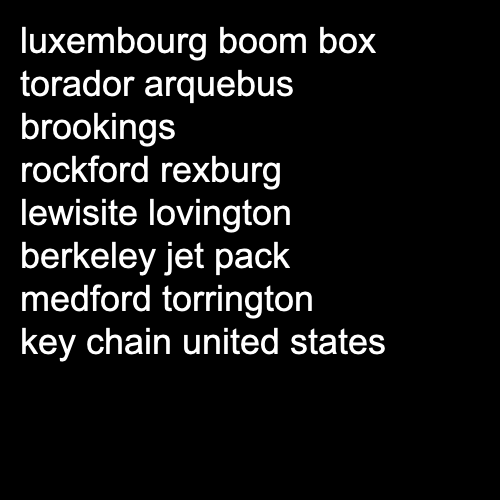 luxembourg boom box
torador arquebus
brookings
rockford rexburg
lewisite lovington
berkeley jet pack
medford torrington
key chain united states